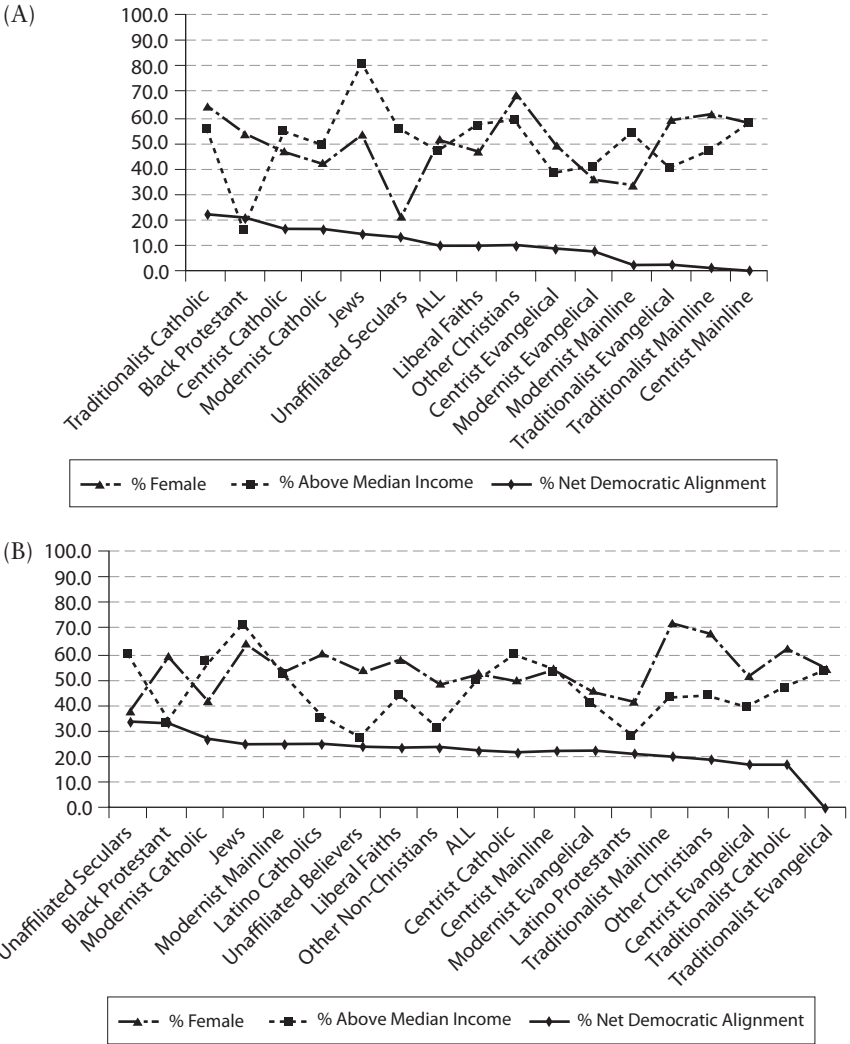 (A)
100.0
90.0
80.0
70.0
60.0
50.0
40.0
30.0
20.0
10.0
0.0
Traditionalist Catholic
Black Protestant
Centrist Catholic
Modernist Catholic
Jews
Unaffiliated Seculars
ALL
Liberal Faiths
Other Christians
Centrist Evangelical
Modernist Evangelical
Modernist Mainline
Traditionalist Evangelical
Traditionalist Mainline
Centrist Mainline
% Female % Above Median Income % Net Democratic Alignment
(B)
100.0
90.0
80.0
70.0
60.0
50.0
40.0
30.0
20.0
10.0
0.0
Unaffiliated Seculars
Black Protestant
Modernist Catholic
Jews
Modernist Mainline
Latino Catholics
Unaffiliated Believers
Liberal Faiths
Other Non-Christians
ALL
Centrist Catholic
Centrist Mainline
Modernist Evangelical
Latino Protestants
Traditionalist Mainline
Other Christians
Centrist Evangelical
Traditionalist Catholic
Traditionalist Evangelical
% Female % Above Median Income % Net Democratic Alignment